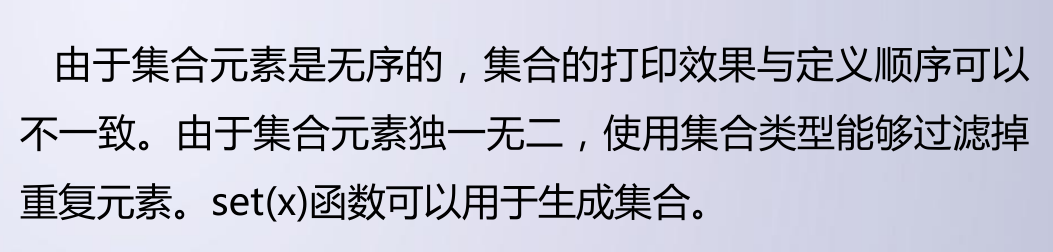 由于集合元素是无序的，集合的打印效果与定义顺序可以
不一致。由于集合元素独一无二，使用集合类型能够过滤掉
重复元素。set(x)函数可以用于生成集合。